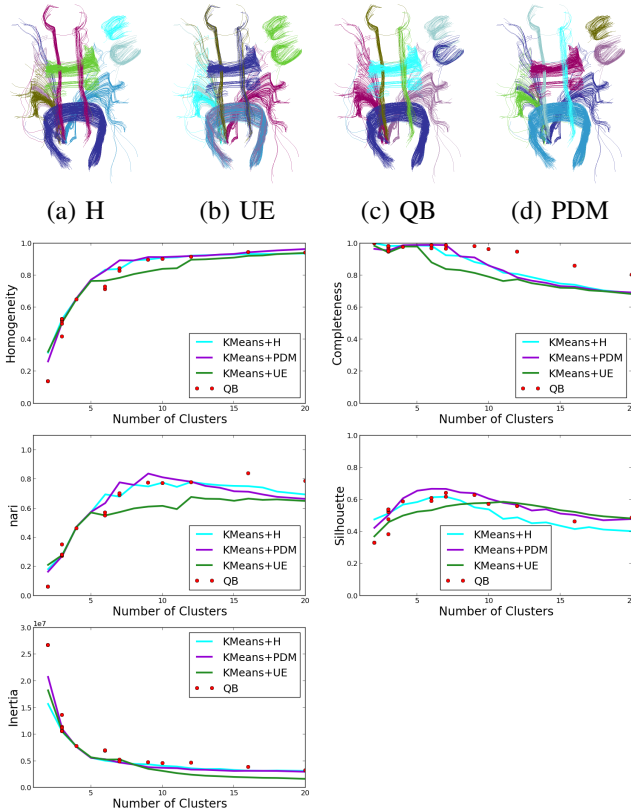 (a) H (b) UE (c) QB (d) PDM
1.0
0.8
0.6
0.4
0.2
0.0
Homogeneity
KMeans+H
KMeans+PDM
KMeans+UE
QB
5 10 15 20
Number of Clusters
1.0
0.8
0.6
0.4
0.2
0.0
Completeness
KMeans+H
KMeans+PDM
KMeans+UE
QB
5 10 15 20
Number of Clusters
1.0
0.8
0.6
0.4
0.2
0.0
nari
KMeans+H
KMeans+PDM
KMeans+UE
QB
5 10 15 20
Number of Clusters
1.0
0.8
0.6
0.4
0.2
0.0
Silhouette
KMeans+H
KMeans+PDM
KMeans+UE
QB
5 10 15 20
Number of Clusters
1e7
3.0
2.5
2.0
1.5
1.0
0.5
0.0
Inertia
KMeans+H
KMeans+PDM
KMeans+UE
QB
5 10 15 20
Number of Clusters